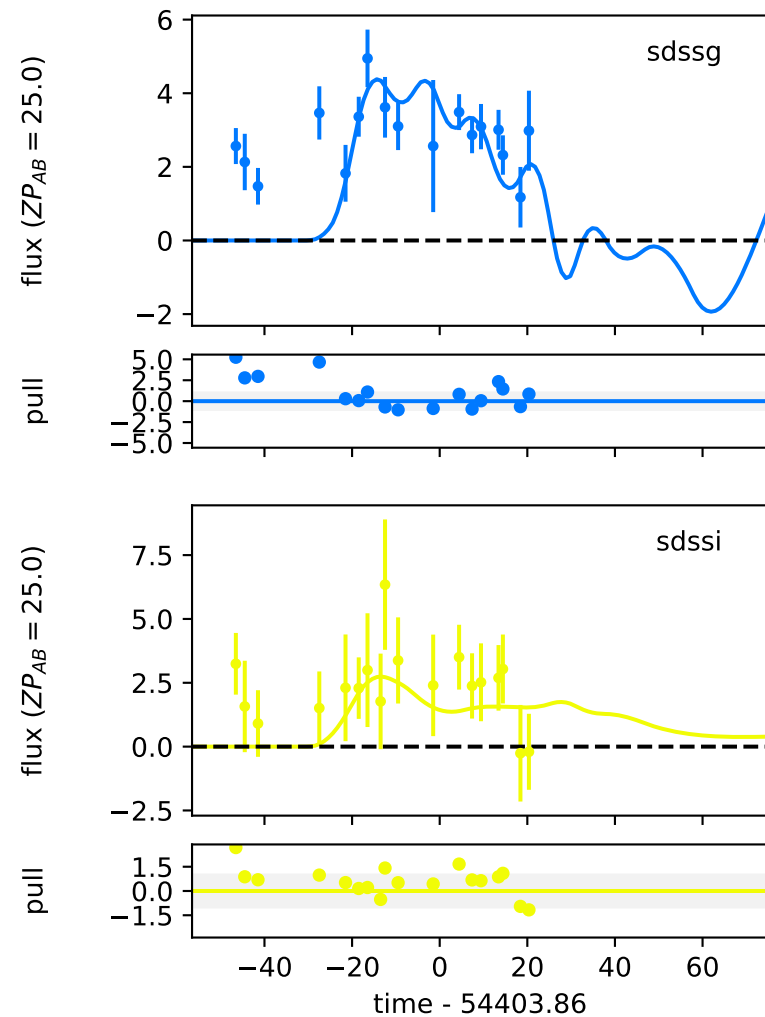 6
4
2
0
−2
flux (ZP_AB = 25.0)
sdssg
5.0
2.5
0.0
−2.5
−5.0
pull
7.5
5.0
2.5
0.0
−2.5
flux (ZP_AB = 25.0)
sdssi
1.5
0.0
−1.5
pull
−40 −20 0 20 40 60
time - 54403.86